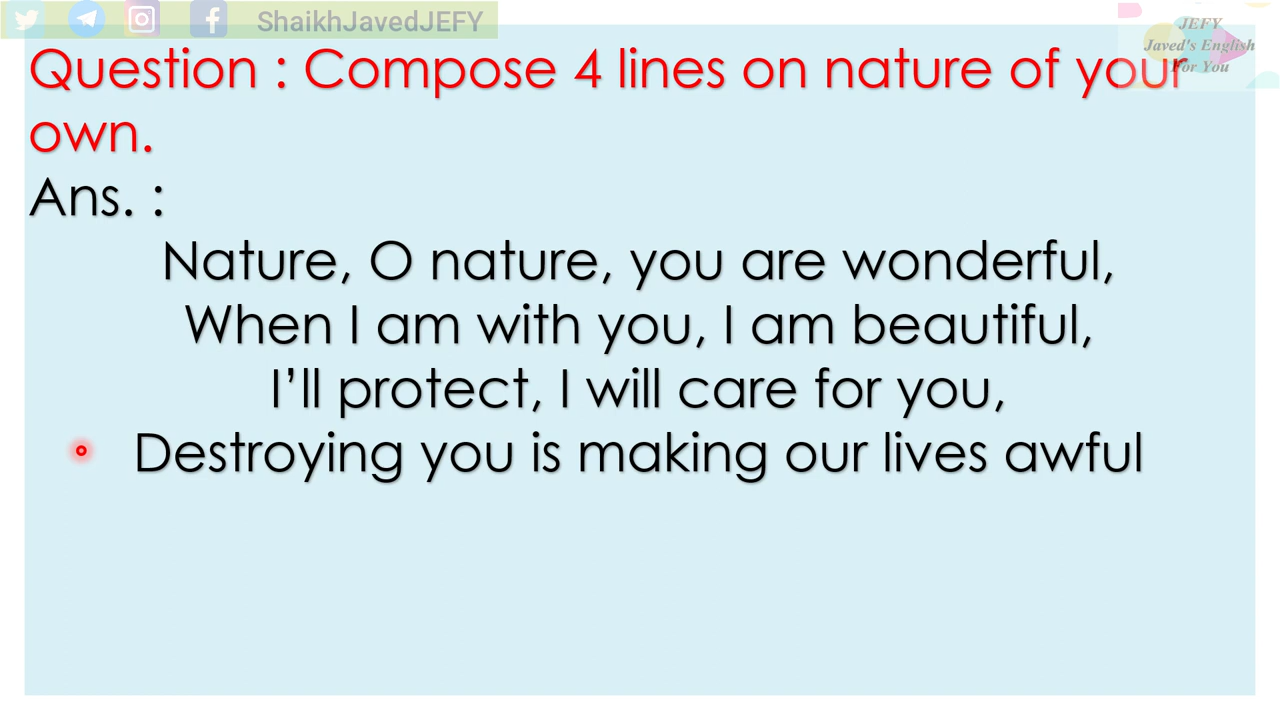 ShaikhJavedJEFY
JEFY
Javed's English
For You
Question : Compose 4 lines on nature of your
own.
Ans. :
Nature, O nature, you are wonderful,
When I am with you, I am beautiful,
I’ll protect, I will care for you,
Destroying you is making our lives awful